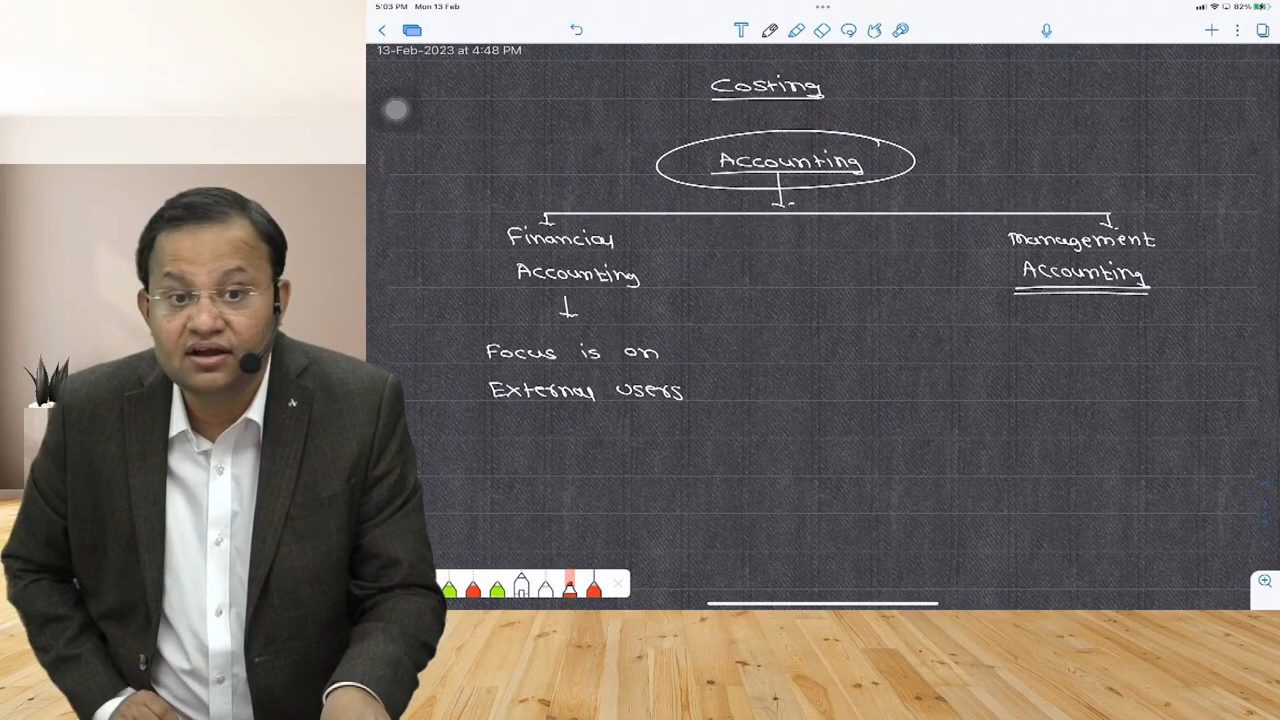 5:03 PM Mon 13 Feb
82%
13-Feb-2023 at 4:48 PM
Costing
Accounting
Financial
Accounting
Management
Accounting
Focus is on
External users